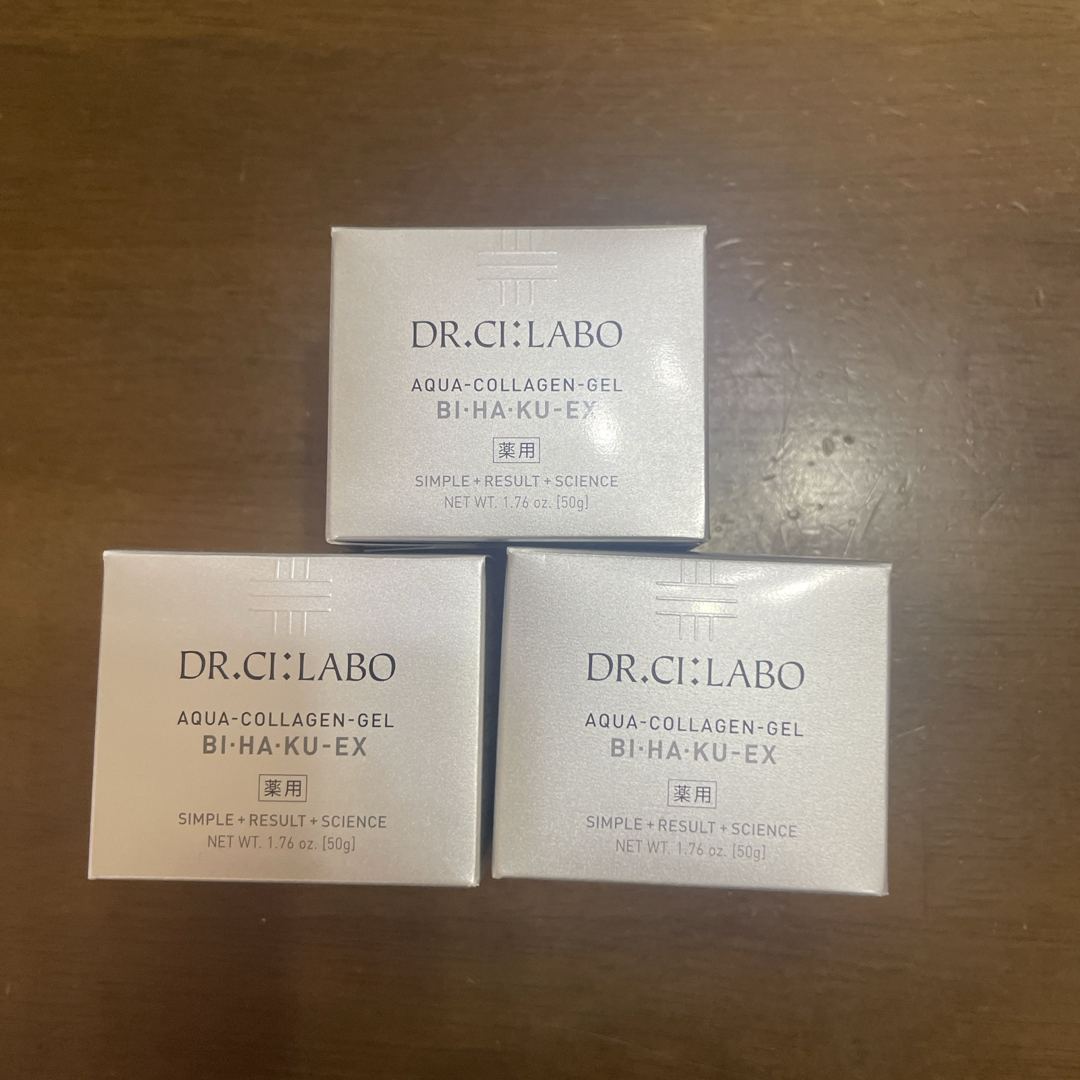 DR.CI:LABO
AQUA-COLLAGEN-GEL
BI·HA·KU-EX
薬用
SIMPLE+RESULT+SCIENCE
NET WT. 1.76 oz. [50g]
DR.CI:LABO
AQUA-COLLAGEN-GEL
BI·HA·KU-EX
薬用
SIMPLE+RESULT+SCIENCE
NET WT. 1.76 oz. [50g]
DR.CI:LABO
AQUA-COLLAGEN-GEL
BI·HA·KU-EX
薬用
SIMPLE+RESULT+SCIENCE
NET WT. 1.76 oz. [50g]